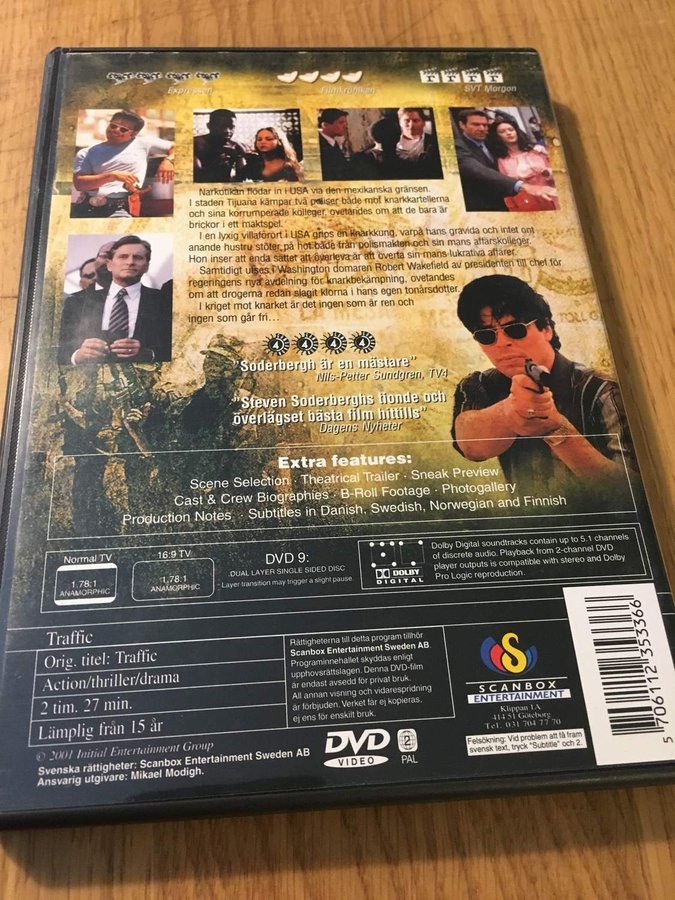 Expressen
Filmkrönikan
SVT Morgon
Narkotikan flödar in i USA via den mexikanska gränsen.
I staden Tijuana kämpar två poliser både mot knarkkartellerna
och sina korrumperade kolleger, ovetandes om att de bara är
brickor i ett maktspel.
I en lyxig villaförort i USA grips en knarkkung, varpå hans gravida och intet ont
anande hustru stöter på hot både från polismakten och sin mans affärskolleger.
Hon inser att enda sättet att överleva är att överta sin mans lukrativa affärer.
Samtidigt utses i Washington domaren Robert Wakefield av presidenten till chef för
regeringens nya avdelning för knarkbekämpning, ovetandes
om att drogerna redan slagit klorna i hans egen tonårsdotter.
I kriget mot knarket är det ingen som är ren och
ingen som går fri...
4 4 4 4
"Soderbergh är en mästare"
Nils-Petter Sundgren, TV4
"Steven Soderberghs tionde och
överlägset bästa film hittills"
Dagens Nyheter
Extra features:
Scene Selection · Theatrical Trailer · Sneak Preview
Cast & Crew Biographies · B-Roll Footage · Photogallery
Production Notes · Subtitles in Danish, Swedish, Norwegian and Finnish
Normal TV
1.78:1
ANAMORPHIC
16:9 TV
1.78:1
ANAMORPHIC
DVD 9:
DUAL LAYER SINGLE SIDED DISC
- Layer transition may trigger a slight pause.
DOLBY
DIGITAL
Dolby Digital soundtracks contain up to 5.1 channels
of discrete audio. Playback from 2-channel DVD
player outputs is compatible with stereo and Dolby
Pro Logic reproduction.
Traffic
Orig. titel: Traffic
Action/thriller/drama
2 tim. 27 min.
Lämplig från 15 år
Rättigheterna till detta program tillhör
Scanbox Entertainment Sweden AB.
Programinnehållet skyddas enligt
upphovsrättslagen. Denna DVD-film
är endast avsedd för privat bruk.
All annan visning och vidarespridning
är förbjuden. Verket får ej kopieras,
ej ens för enskilt bruk.
S
SCANBOX
ENTERTAINMENT
Klippan 1A
414 51 Göteborg
Tel. 031 704 77 70
Felsökning: Vid problem att få fram
svensk text, tryck "Subtitle" och 2.
5 706112 353366
© 2001 Initial Entertainment Group
Svenska rättigheter: Scanbox Entertainment Sweden AB
Ansvarig utgivare: Mikael Modigh.
DVD
VIDEO
2
PAL